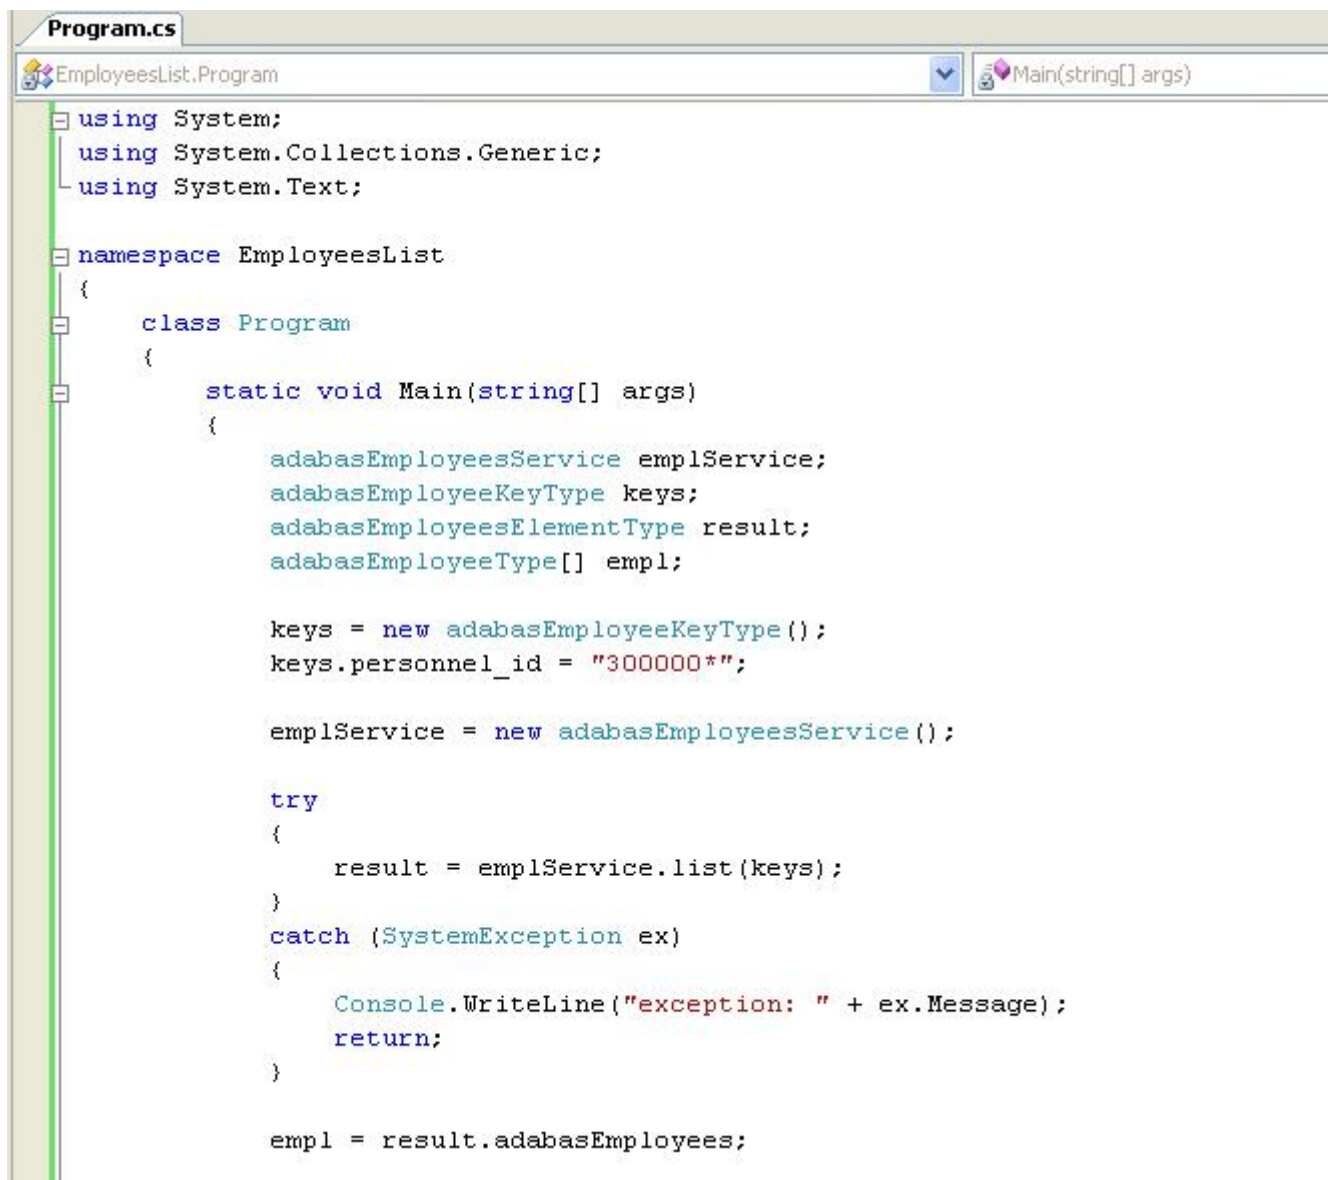 Program.cs
EmployeesList.Program
Main(string[] args)
using System;
using System.Collections.Generic;
using System.Text;
namespace EmployeesList
{
class Program
{
static void Main(string[] args)
{
adabasEmployeesService emplService;
adabasEmployeeKeyType keys;
adabasEmployeesElementType result;
adabasEmployeeType[] empl;
keys = new adabasEmployeeKeyType();
keys.personnel_id = "300000*";
emplService = new adabasEmployeesService();
try
{
result = emplService.list(keys);
}
catch (SystemException ex)
{
Console.WriteLine("exception: " + ex.Message);
return;
}
empl = result.adabasEmployees;